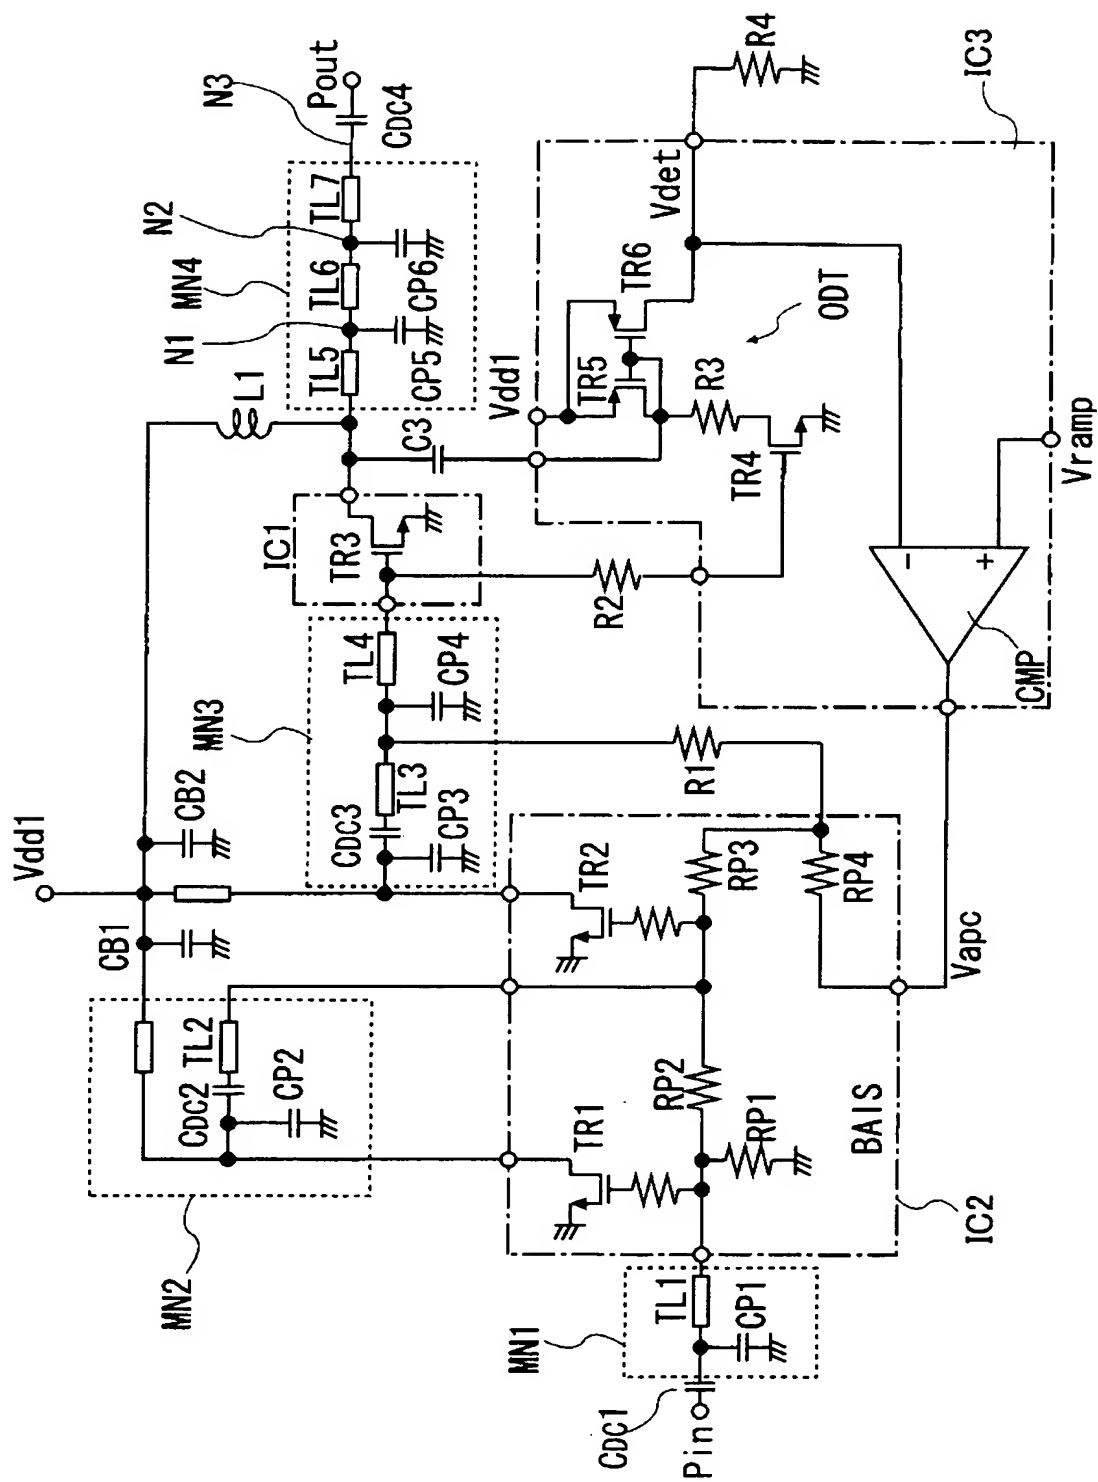 Vdd1
CB1
CB2
L1
MN2
CDC2
TL2
CP2
MN3
CDC3
TL3
CP3
TL4
CP4
IC1
TR3
N1
MN4
N2
N3
TL5
TL6
TL7
CP5
CP6
CDC4
Pout
C3
Vdd1
TR5
TR6
Vdet
R4
R3
ODT
TR4
R2
R1
IC3
Vramp
-
+
CMP
Pin
CDC1
MN1
TL1
CP1
TR1
TR2
RP1
RP2
RP3
RP4
BAIS
IC2
Vapc